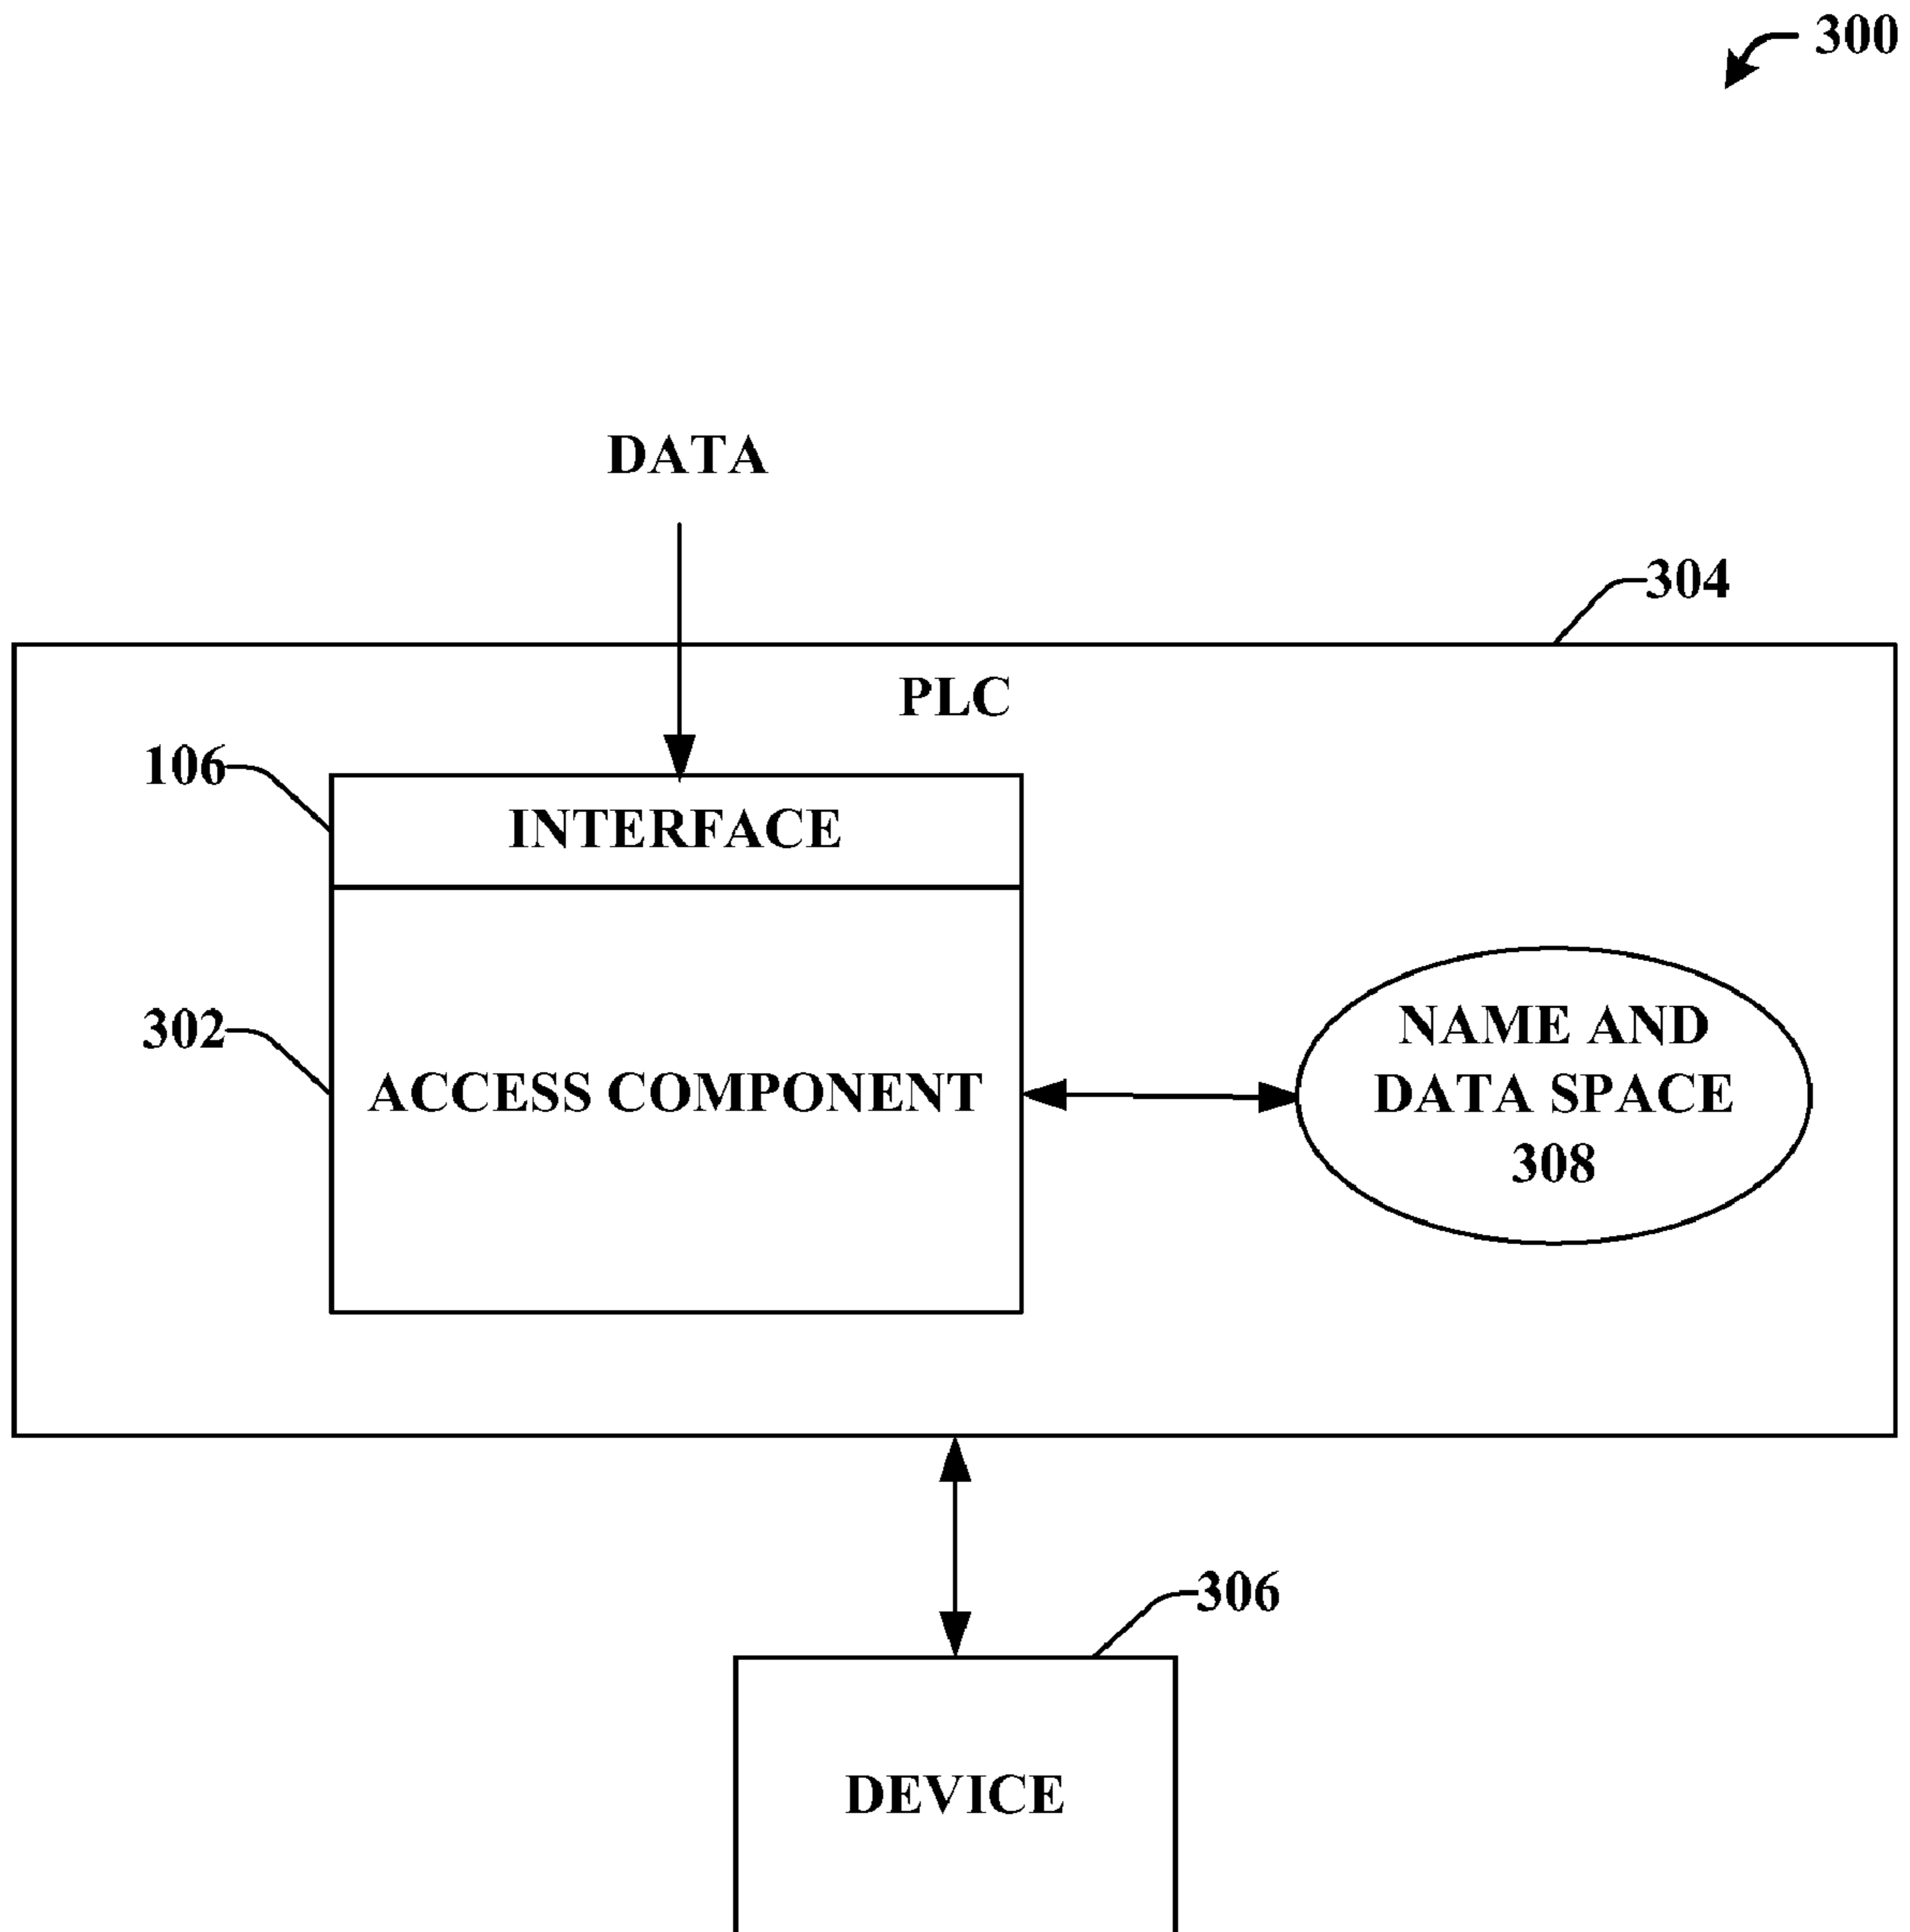 300
DATA
304
PLC
106
INTERFACE
302
ACCESS COMPONENT
NAME AND
DATA SPACE
308
306
DEVICE